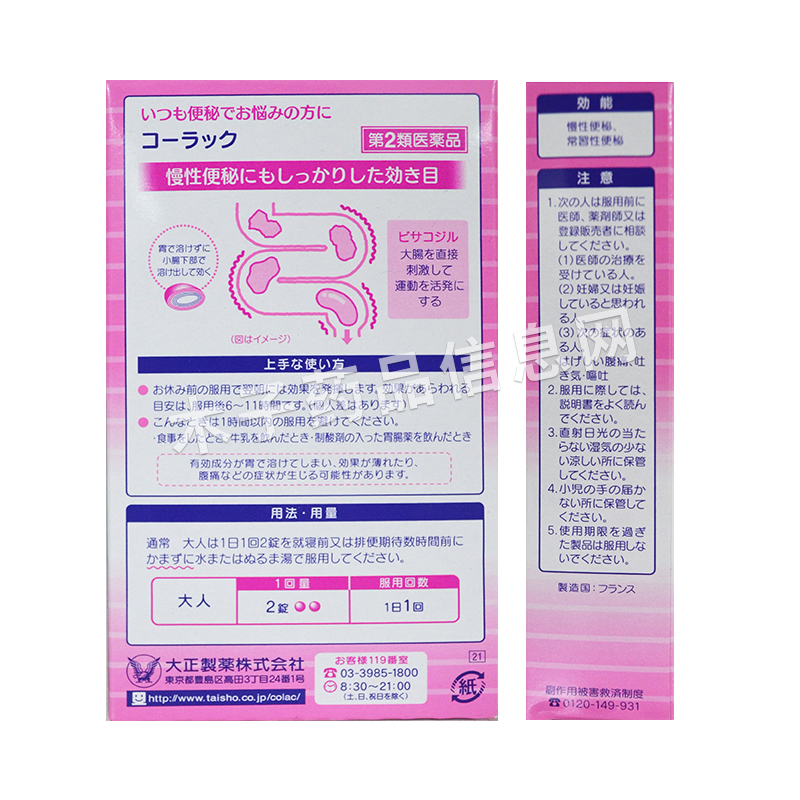 いつも便秘でお悩みの方に
コーラック
第2類医薬品
慢性便秘にもしっかりした効き目
胃で溶けずに
小腸下部で
溶け出して効く
ビサコジル
大腸を直接
刺激して
運動を活発に
する
(図はイメージ)
上手な使い方
●お休み前の服用で翌朝には効果を発揮します。効果があらわれる
目安は、服用後6〜11時間です。(個人差はあります)
●こんなときは1時間以内の服用を避けてください。
・食事をしたとき・牛乳を飲んだとき・制酸剤の入った胃腸薬を飲んだとき
有効成分が胃で溶けてしまい、効果が薄れたり、
腹痛などの症状が生じる可能性があります。
用法・用量
通常 大人は1日1回2錠を就寝前又は排便期待数時間前に
かまずに水またはぬるま湯で服用してください。
1回量 服用回数
大人 2錠 1日1回
大正製薬株式会社
東京都豊島区高田3丁目24番1号
http://www.taisho.co.jp/colac/
お客様119番室
03-3985-1800
8:30〜21:00
(土、日、祝日を除く)
21
紙
効能
慢性便秘、
常習性便秘
注意
1.次の人は服用前に
医師、薬剤師又は
登録販売者に相談
してください。
(1)医師の治療を
受けている人。
(2)妊婦又は妊娠
していると思われ
る人。
(3)次の症状のあ
る人。
はげしい腹痛、吐
き気・嘔吐
2.服用に際しては、
説明書をよく読ん
でください。
3.直射日光の当た
らない湿気の少な
い涼しい所に保管
してください。
4.小児の手の届か
ない所に保管して
ください。
5.使用期限を過ぎ
た製品は服用しな
いでください。
製造国:フランス
副作用被害救済制度
☎0120-149-931
米子药品信息网